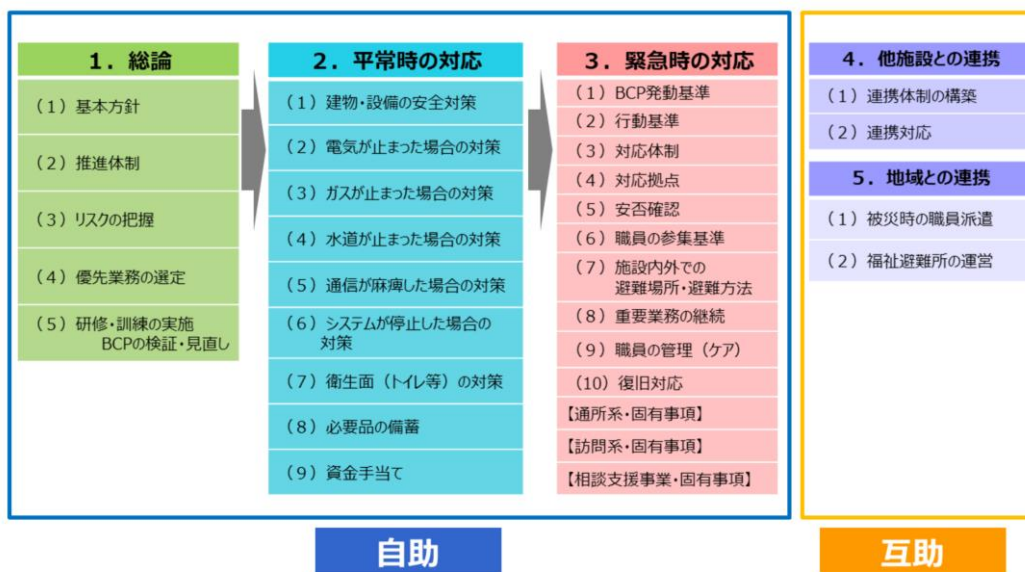 1．総論
（1）基本方針
（2）推進体制
（3）リスクの把握
（4）優先業務の選定
（5）研修・訓練の実施
BCPの検証・見直し
2．平常時の対応
（1）建物・設備の安全対策
（2）電気が止まった場合の対策
（3）ガスが止まった場合の対策
（4）水道が止まった場合の対策
（5）通信が麻痺した場合の対策
（6）システムが停止した場合の
対策
（7）衛生面（トイレ等）の対策
（8）必要品の備蓄
（9）資金手当て
3．緊急時の対応
（1）BCP発動基準
（2）行動基準
（3）対応体制
（4）対応拠点
（5）安否確認
（6）職員の参集基準
（7）施設内外での
避難場所・避難方法
（8）重要業務の継続
（9）職員の管理（ケア）
（10）復旧対応
【通所系・固有事項】
【訪問系・固有事項】
【相談支援事業・固有事項】
自助
4．他施設との連携
（1）連携体制の構築
（2）連携対応
5．地域との連携
（1）被災時の職員派遣
（2）福祉避難所の運営
互助